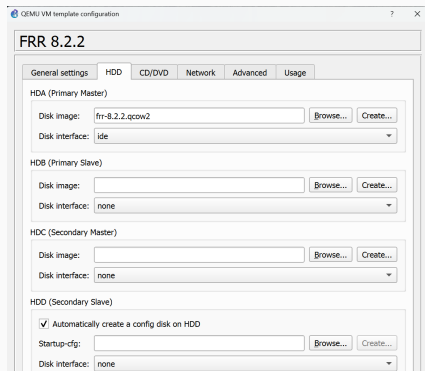 QEMU VM template configuration ? ×
FRR 8.2.2
General settings HDD CD/DVD Network Advanced Usage
HDA (Primary Master)
Disk image: frr-8.2.2.qcow2 Browse... Create...
Disk interface: ide
HDB (Primary Slave)
Disk image: Browse... Create...
Disk interface: none
HDC (Secondary Master)
Disk image: Browse... Create...
Disk interface: none
HDD (Secondary Slave)
Automatically create a config disk on HDD
Startup-cfg: Browse... Create...
Disk interface: none